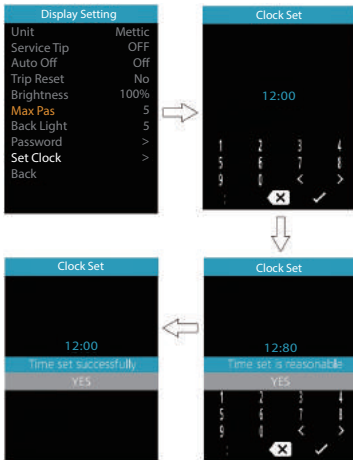 Display Setting
Unit Mettic
Service Tip OFF
Auto Off Off
Trip Reset No
Brightness 100%
Max Pas 5
Back Light 5
Password >
Set Clock >
Back
Clock Set
12:00
1 2 3 4
5 6 7 8
9 0 < >
:
Clock Set
12:00
Time set successfully
YES
Clock Set
12:80
Time set is reasonable
YES
1 2 3 4
5 6 7 8
9 0 < >
: